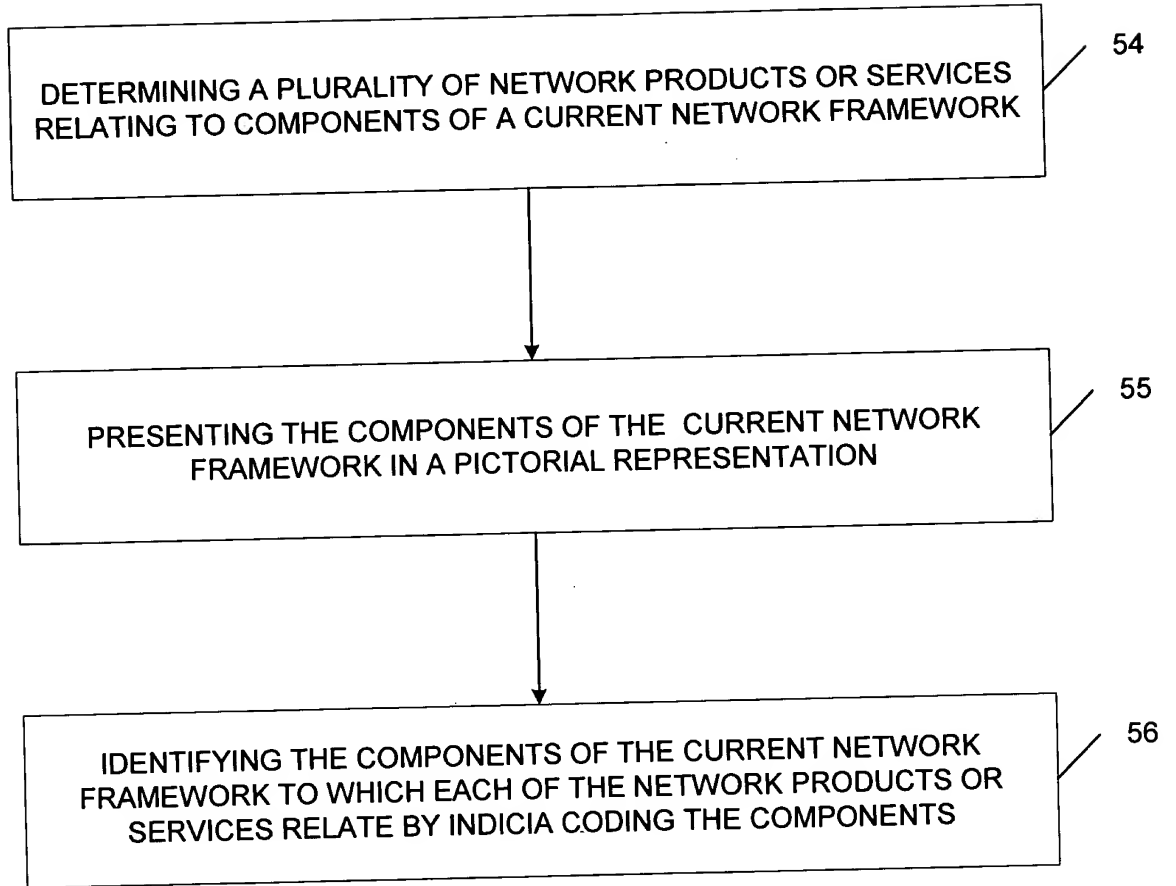 54
DETERMINING A PLURALITY OF NETWORK PRODUCTS OR SERVICES
RELATING TO COMPONENTS OF A CURRENT NETWORK FRAMEWORK
55
PRESENTING THE COMPONENTS OF THE CURRENT NETWORK
FRAMEWORK IN A PICTORIAL REPRESENTATION
56
IDENTIFYING THE COMPONENTS OF THE CURRENT NETWORK
FRAMEWORK TO WHICH EACH OF THE NETWORK PRODUCTS OR
SERVICES RELATE BY INDICIA CODING THE COMPONENTS